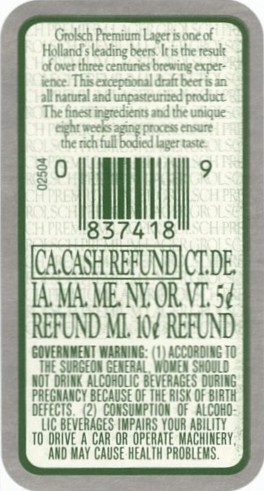 Grolsch Premium Lager is one of
Holland's leading beers. It is the result
of over three centuries brewing exper-
ience. This exceptional draft beer is an
all natural and unpasteurized product.
The finest ingredients and the unique
eight weeks aging process ensure
the rich full bodied lager taste.
02504
0 9
837418
CA.CASH REFUND CT.DE.
IA. MA. ME. NY. OR. VT. 5¢
REFUND MI. 10¢ REFUND
GOVERNMENT WARNING: (1) ACCORDING TO
THE SURGEON GENERAL, WOMEN SHOULD
NOT DRINK ALCOHOLIC BEVERAGES DURING
PREGNANCY BECAUSE OF THE RISK OF BIRTH
DEFECTS. (2) CONSUMPTION OF ALCOHO-
LIC BEVERAGES IMPAIRS YOUR ABILITY
TO DRIVE A CAR OR OPERATE MACHINERY,
AND MAY CAUSE HEALTH PROBLEMS.